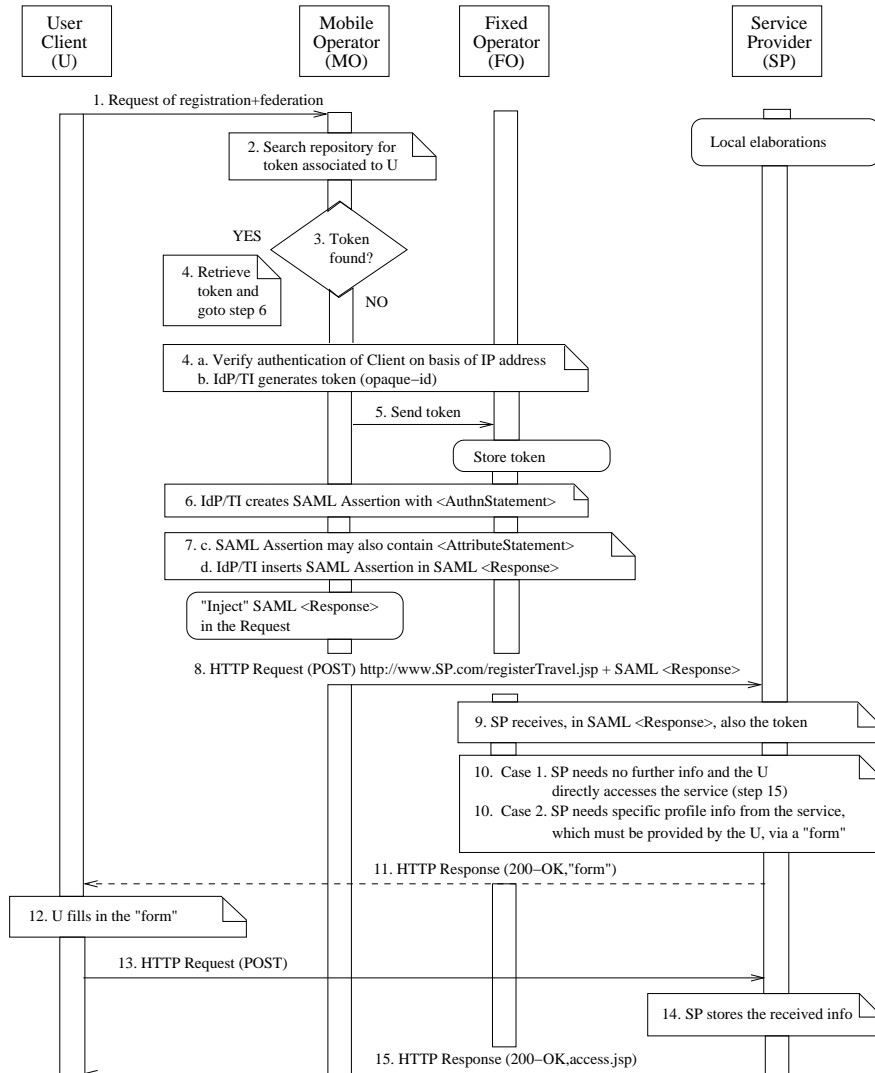 User
Client
(U)
Mobile
Operator
(MO)
Fixed
Operator
(FO)
Service
Provider
(SP)
1. Request of registration+federation
Local elaborations
2. Search repository for
token associated to U
YES
3. Token
found?
4. Retrieve
token and
goto step 6
NO
4. a. Verify authentication of Client on basis of IP address
b. IdP/TI generates token (opaque−id)
5. Send token
Store token
6. IdP/TI creates SAML Assertion with <AuthnStatement>
7. c. SAML Assertion may also contain <AttributeStatement>
d. IdP/TI inserts SAML Assertion in SAML <Response>
"Inject" SAML <Response>
in the Request
8. HTTP Request (POST) http://www.SP.com/registerTravel.jsp + SAML <Response>
9. SP receives, in SAML <Response>, also the token
10. Case 1. SP needs no further info and the U
directly accesses the service (step 15)
10. Case 2. SP needs specific profile info from the service,
which must be provided by the U, via a "form"
11. HTTP Response (200−OK,"form")
12. U fills in the "form"
13. HTTP Request (POST)
14. SP stores the received info
15. HTTP Response (200−OK,access.jsp)